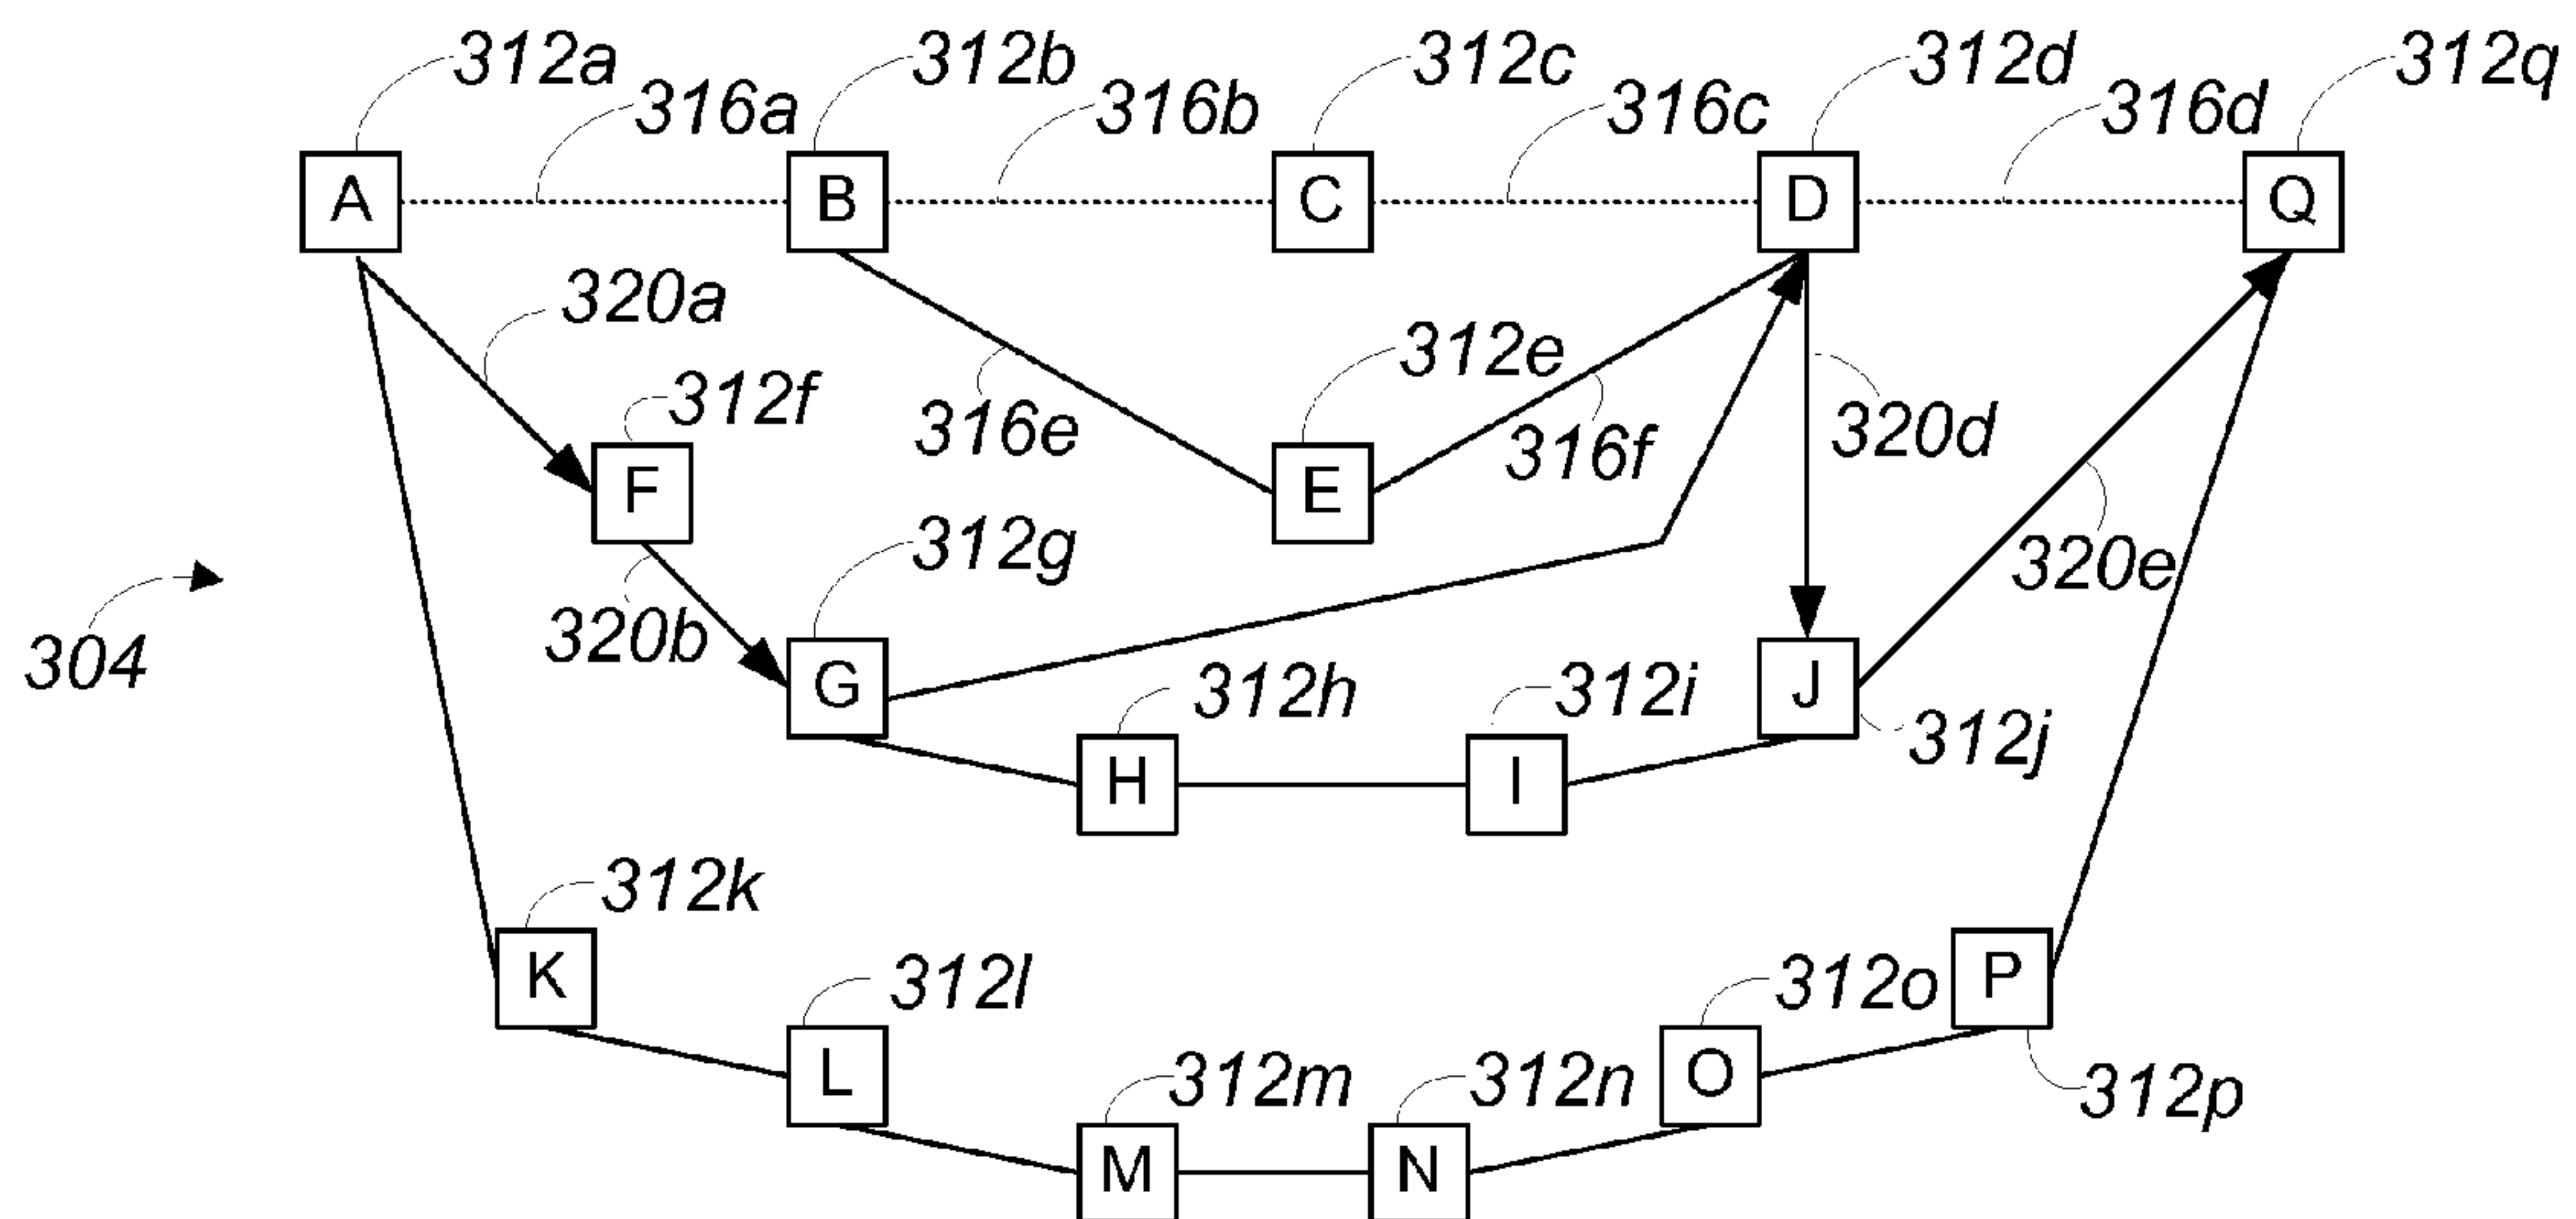 312a 312b 312c 312d 312q
316a 316b 316c 316d
A B C D Q
320a
312e
312f
316e 316f 320d
F E
312g
320e
320b
304
G 312h 312i J
312j
H I
312k
K 312l 312o P
L 312m 312n O 312p
M N